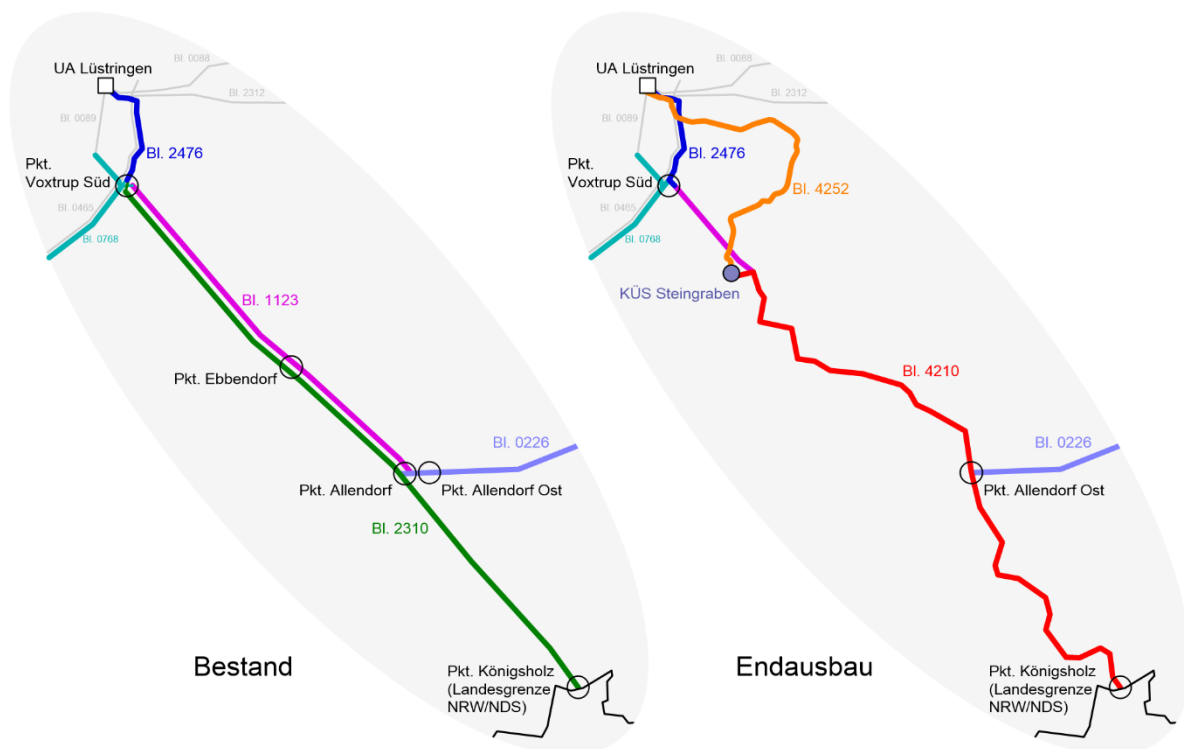 Bl. 0088
UA Lüstringen
Bl. 2312
Bl. 0089
Bl. 2476
Pkt.
Voxtrup Süd
Bl. 0465
Bl. 0768
Bl. 1123
Pkt. Ebbendorf
Bl. 0226
Pkt. Allendorf
Pkt. Allendorf Ost
Bl. 2310
Bestand
Pkt. Königsholz
(Landesgrenze
NRW/NDS)
Bl. 0088
UA Lüstringen
Bl. 2312
Bl. 0089
Bl. 2476
Pkt.
Voxtrup Süd
Bl. 4252
Bl. 0465
Bl. 0768
KÜS Steingraben
Bl. 4210
Bl. 0226
Pkt. Allendorf Ost
Endausbau
Pkt. Königsholz
(Landesgrenze
NRW/NDS)